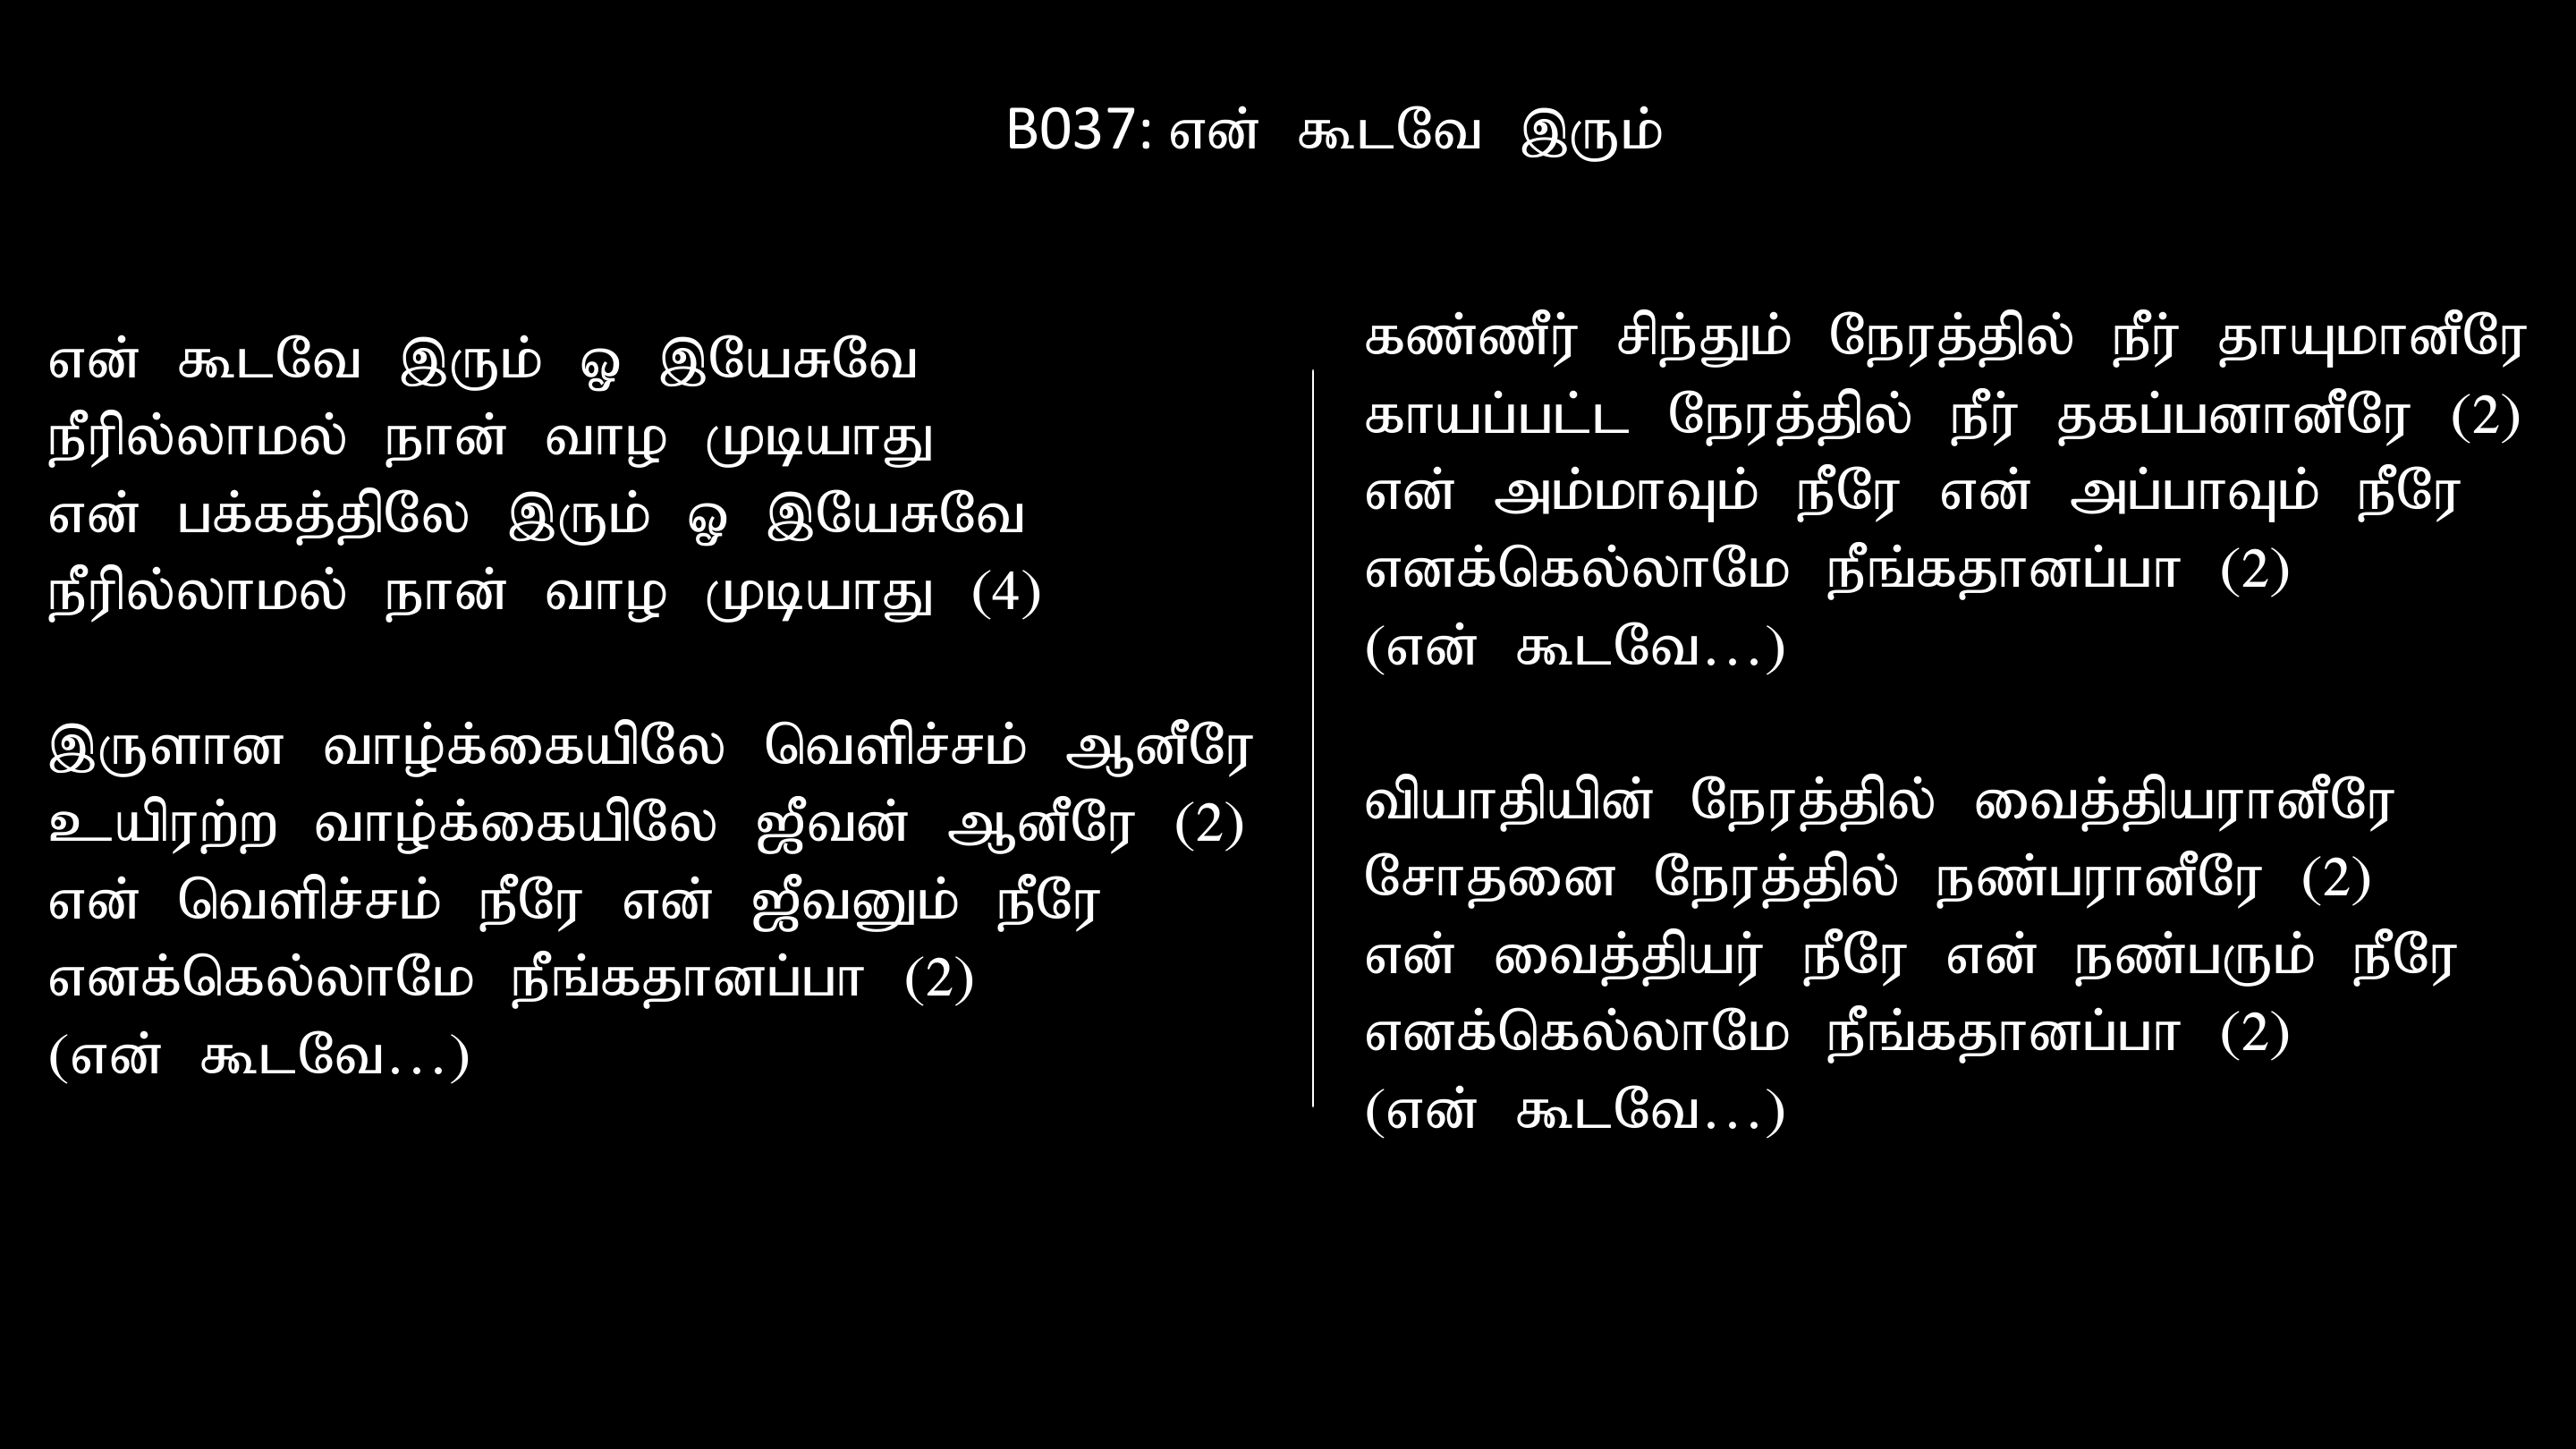 B037: என் கூடவே இரும்
என் கூடவே இரும் ஓ இயேசுவே
நீரில்லாமல் நான் வாழ முடியாது
என் பக்கத்திலே இரும் ஓ இயேசுவே
நீரில்லாமல் நான் வாழ முடியாது (4)
இருளான வாழ்க்கையிலே வெளிச்சம் ஆனீரே
உயிரற்ற வாழ்க்கையிலே ஜீவன் ஆனீரே (2)
என் வெளிச்சம் நீரே என் ஜீவனும் நீரே
எனக்கெல்லாமே நீங்கதானப்பா (2)
(என் கூடவே...)
கண்ணீர் சிந்தும் நேரத்தில் நீர் தாயுமானீரே
காயப்பட்ட நேரத்தில் நீர் தகப்பனானீரே (2)
என் அம்மாவும் நீரே என் அப்பாவும் நீரே
எனக்கெல்லாமே நீங்கதானப்பா (2)
(என் கூடவே...)
வியாதியின் நேரத்தில் வைத்தியரானீரே
சோதனை நேரத்தில் நண்பரானீரே (2)
என் வைத்தியர் நீரே என் நண்பரும் நீரே
எனக்கெல்லாமே நீங்கதானப்பா (2)
(என் கூடவே...)